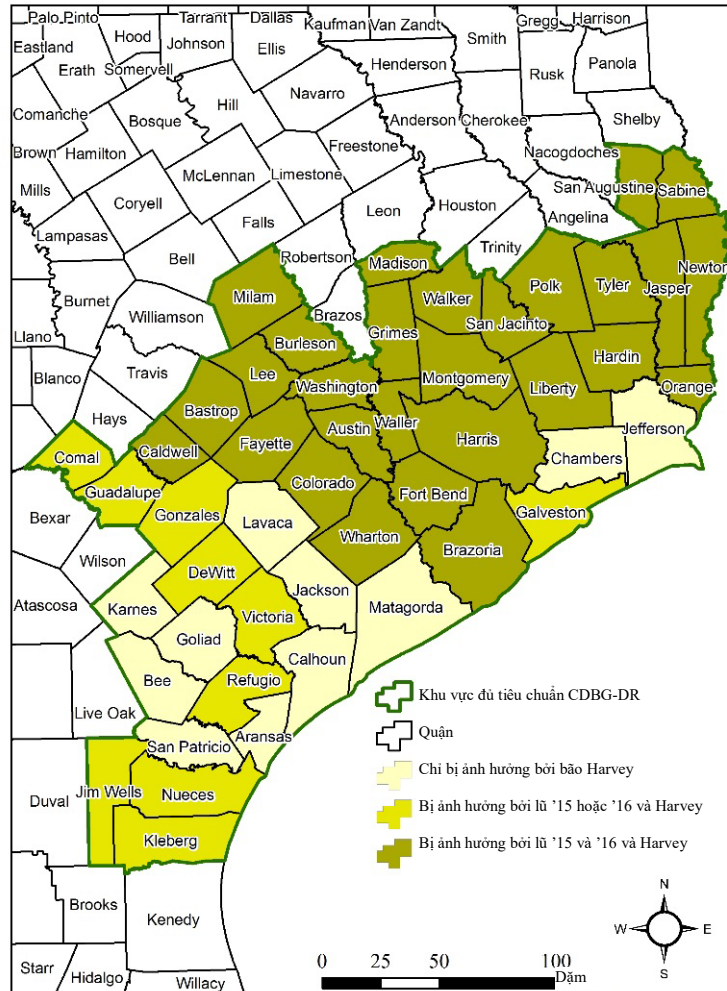 Palo Pinto
Tarrant
Dallas
Kaufman
Van Zandt
Gregg
Harrison
Eastland
Hood
Johnson
Ellis
Smith
Rusk
Panola
Erath
Somervell
Henderson
Comanche
Bosque
Hill
Navarro
Anderson
Cherokee
Shelby
Brown
Hamilton
Freestone
Nacogdoches
Mills
McLennan
Limestone
San Augustine
Sabine
Coryell
Leon
Houston
Angelina
Lampasas
Falls
Bell
Robertson
Trinity
Madison
Burnet
Milam
Walker
Polk
Tyler
Jasper
Newton
Llano
Williamson
Brazos
Grimes
San Jacinto
Blanco
Travis
Burleson
Lee
Hardin
Hays
Bastrop
Washington
Montgomery
Liberty
Orange
Comal
Caldwell
Fayette
Austin
Waller
Harris
Jefferson
Guadalupe
Colorado
Chambers
Bexar
Gonzales
Lavaca
Fort Bend
Galveston
Wilson
Wharton
Brazoria
Atascosa
DeWitt
Karnes
Victoria
Jackson
Matagorda
Goliad
Bee
Calhoun
Refugio
Live Oak
Aransas
San Patricio
Duval
Jim Wells
Nueces
Kleberg
Brooks
Kenedy
Starr
Hidalgo
Willacy
Khu vực đủ tiêu chuẩn CDBG-DR
Quận
Chỉ bị ảnh hưởng bởi bão Harvey
Bị ảnh hưởng bởi lũ ’15 hoặc ’16 và Harvey
Bị ảnh hưởng bởi lũ ’15 và ’16 và Harvey
N
W E
S
0 25 50 100
Dặm